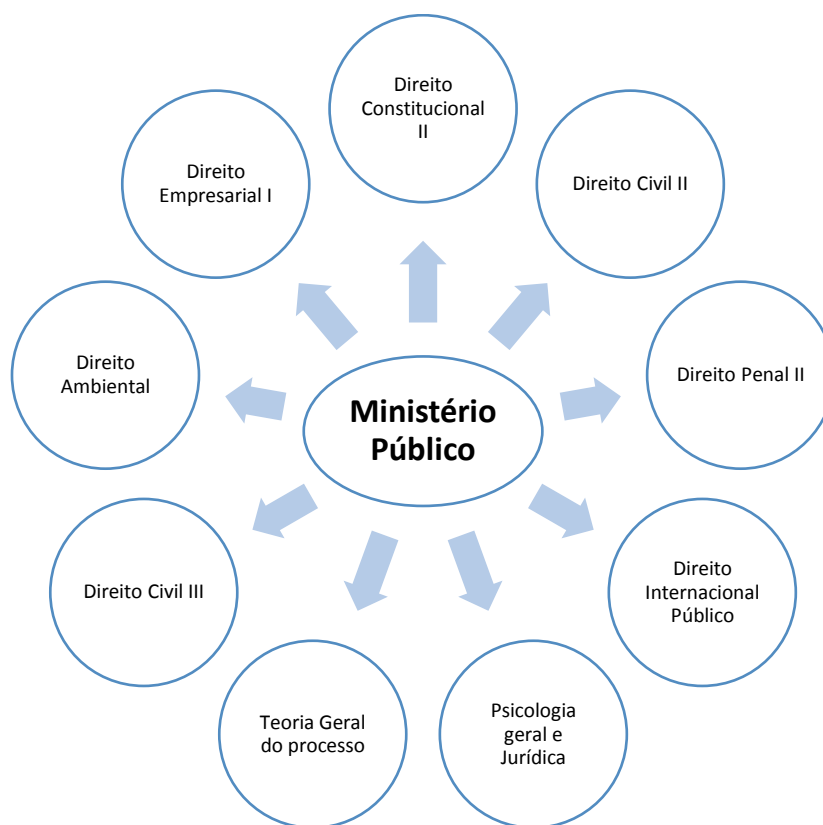 Direito
Constitucional
II
Direito Civil II
Direito Penal II
Direito
Internacional
Público
Psicologia
geral e
Jurídica
Teoria Geral
do processo
Direito Civil III
Direito
Ambiental
Direito
Empresarial I
Ministério
Público